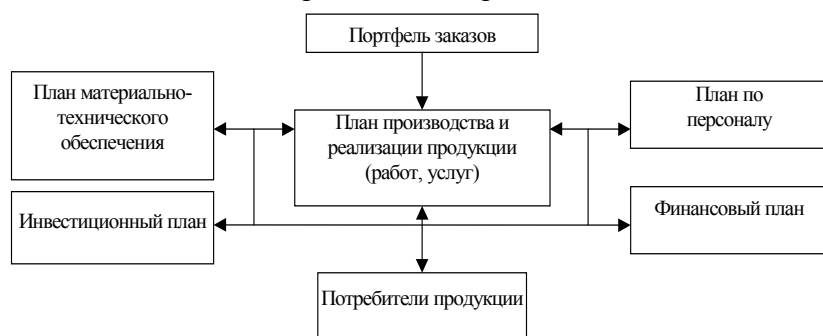 Портфель заказов
План материально-
технического
обеспечения
План производства и
реализации продукции
(работ, услуг)
План по
персоналу
Инвестиционный план
Финансовый план
Потребители продукции